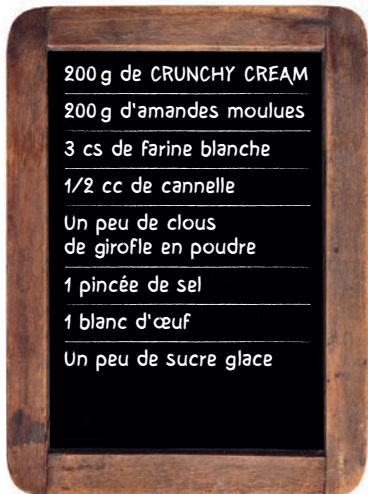 200 g de CRUNCHY CREAM
200 g d'amandes moulues
3 cs de farine blanche
1/2 cc de cannelle
Un peu de clous
de girofle en poudre
1 pincée de sel
1 blanc d'œuf
Un peu de sucre glace